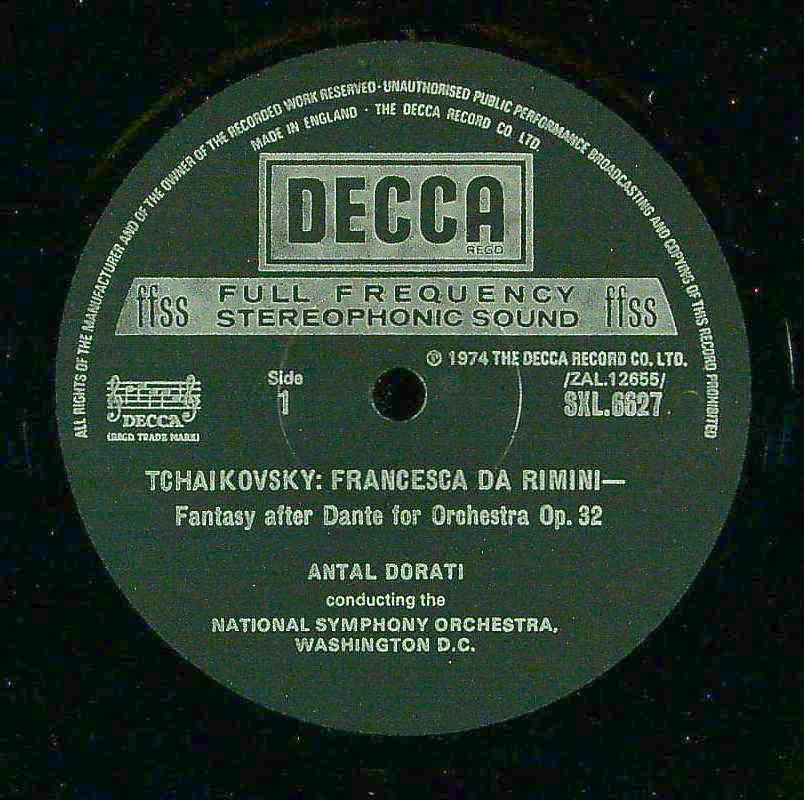 ALL RIGHTS OF THE MANUFACTURER AND OF THE OWNER OF THE RECORDED WORK RESERVED · UNAUTHORISED PUBLIC PERFORMANCE BROADCASTING AND COPYING OF THIS RECORD PROHIBITED
MADE IN ENGLAND · THE DECCA RECORD CO. LTD.
DECCA
REGD
ffss FULL FREQUENCY STEREOPHONIC SOUND ffss
℗ 1974 THE DECCA RECORD CO. LTD.
Side
1
/ZAL.12655/
SXL.6627
DECCA
(REGD. TRADE MARK)
TCHAIKOVSKY: FRANCESCA DA RIMINI—
Fantasy after Dante for Orchestra Op. 32
ANTAL DORATI
conducting the
NATIONAL SYMPHONY ORCHESTRA,
WASHINGTON D.C.